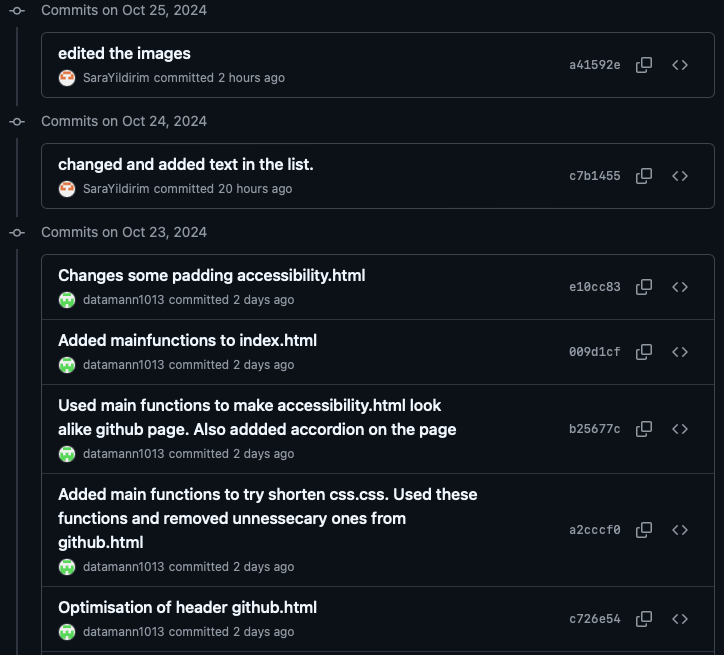 Commits on Oct 25, 2024
edited the images
SaraYildirim committed 2 hours ago
a41592e
Commits on Oct 24, 2024
changed and added text in the list.
SaraYildirim committed 20 hours ago
c7b1455
Commits on Oct 23, 2024
Changes some padding accessibility.html
datamann1013 committed 2 days ago
e10cc83
Added mainfunctions to index.html
datamann1013 committed 2 days ago
009d1cf
Used main functions to make accessibility.html look
alike github page. Also addded accordion on the page
datamann1013 committed 2 days ago
b25677c
Added main functions to try shorten css.css. Used these
functions and removed unnessecary ones from
github.html
datamann1013 committed 2 days ago
a2cccf0
Optimisation of header github.html
datamann1013 committed 2 days ago
c726e54